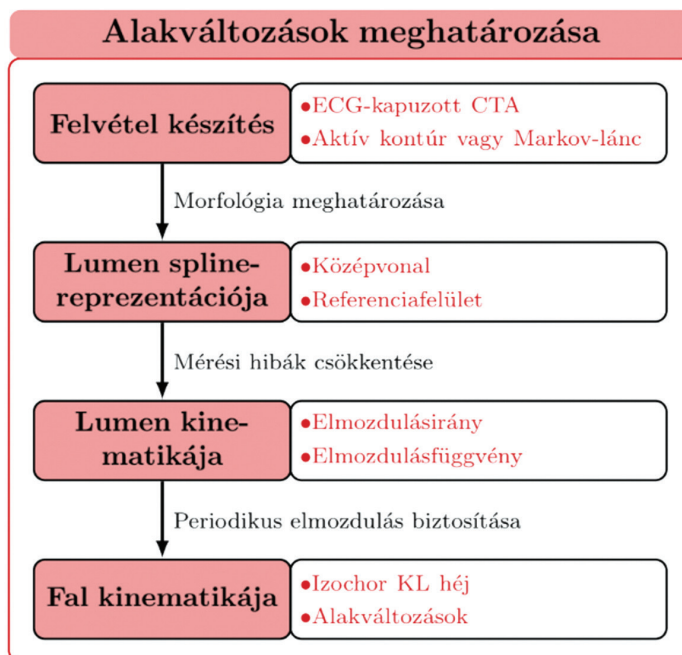 Alakváltozások meghatározása
Felvétel készítés
•ECG-kapuzott CTA
•Aktív kontúr vagy Markov-lánc
Morfológia meghatározása
Lumen spline-
reprezentációja
•Középvonal
•Referenciafelület
Mérési hibák csökkentése
Lumen kine-
matikája
•Elmozdulásirány
•Elmozdulásfüggvény
Periodikus elmozdulás biztosítása
Fal kinematikája
•Izochor KL héj
•Alakváltozások